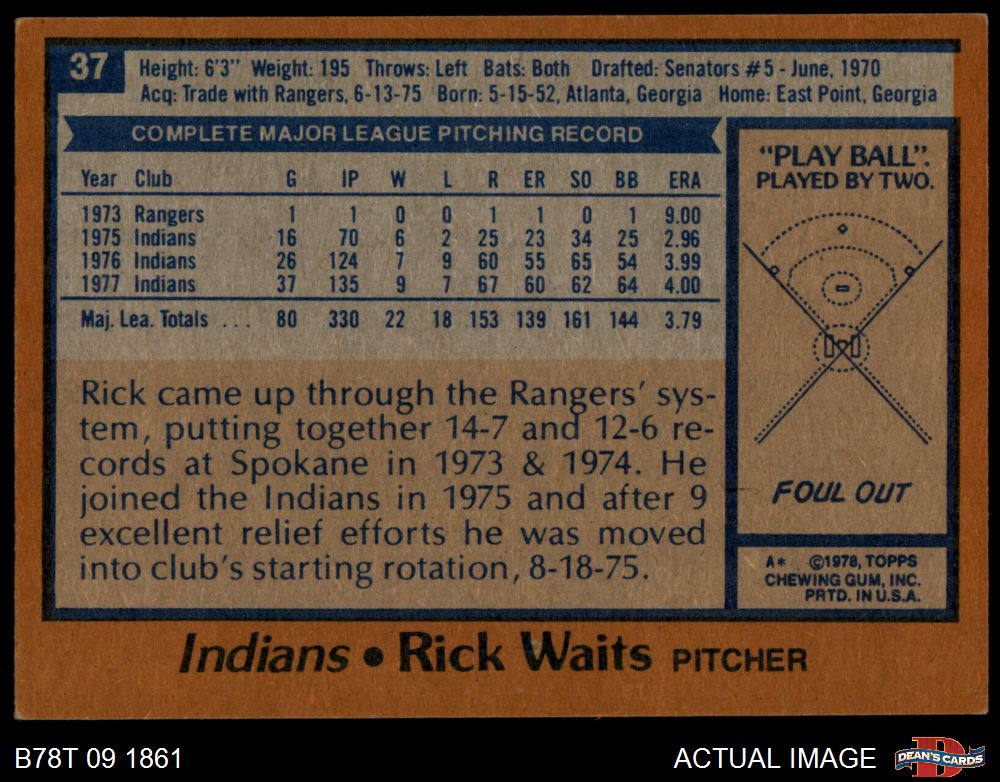 37
Height: 6'3" Weight: 195 Throws: Left Bats: Both Drafted: Senators #5 - June, 1970
Acq: Trade with Rangers, 6-13-75 Born: 5-15-52, Atlanta, Georgia Home: East Point, Georgia
COMPLETE MAJOR LEAGUE PITCHING RECORD
Year Club G IP W L R ER SO BB ERA
1973 Rangers 1 1 0 0 1 1 0 1 9.00
1975 Indians 16 70 6 2 25 23 34 25 2.96
1976 Indians 26 124 7 9 60 55 65 54 3.99
1977 Indians 37 135 9 7 67 60 62 64 4.00
Maj. Lea. Totals ... 80 330 22 18 153 139 161 144 3.79
Rick came up through the Rangers' sys-
tem, putting together 14-7 and 12-6 re-
cords at Spokane in 1973 & 1974. He
joined the Indians in 1975 and after 9
excellent relief efforts he was moved
into club's starting rotation, 8-18-75.
"PLAY BALL".
PLAYED BY TWO.
FOUL OUT
A* ©1978, TOPPS
CHEWING GUM, INC.
PRTD. IN U.S.A.
Indians • Rick Waits PITCHER
B78T 09 1861
ACTUAL IMAGE
D
DEAN'S CARDS